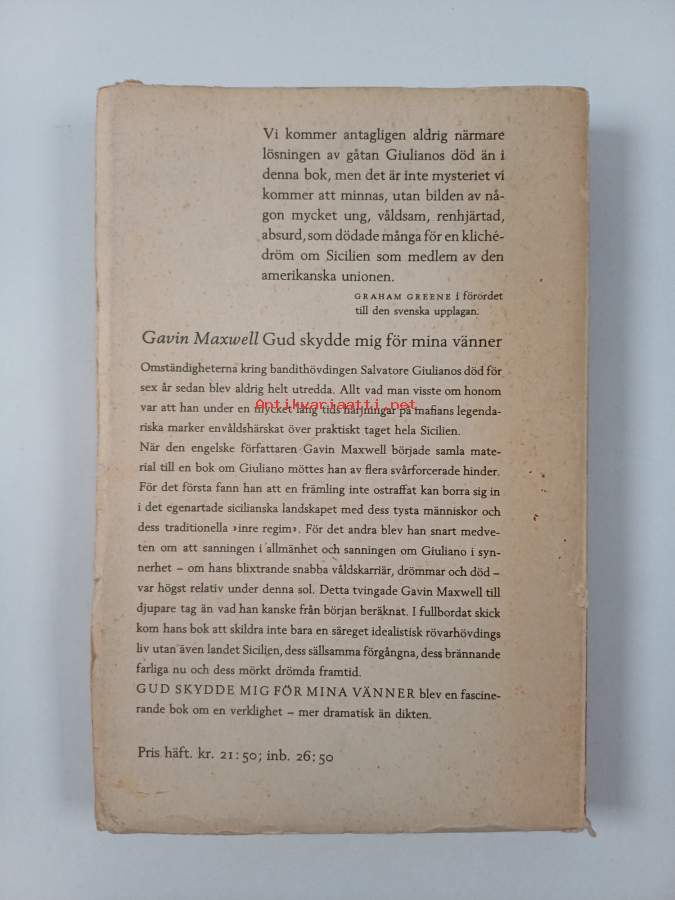 Vi kommer antagligen aldrig närmare
lösningen av gåtan Giulianos död än i
denna bok, men det är inte mysteriet vi
kommer att minnas, utan bilden av nå-
gon mycket ung, våldsam, renhjärtad,
absurd, som dödade många för en kliché-
dröm om Sicilien som medlem av den
amerikanska unionen.
GRAHAM GREENE i förordet
till den svenska upplagan.
Gavin Maxwell Gud skydde mig för mina vänner
Omständigheterna kring bandithövdingen Salvatore Giulianos död för
sex år sedan blev aldrig helt utredda. Allt vad man visste om honom
Antikvariaatti.net
var att han under en mycket lång tids härjningar på mafians legenda-
riska marker envåldshärskat över praktiskt taget hela Sicilien.
När den engelske författaren Gavin Maxwell började samla mate-
rial till en bok om Giuliano möttes han av flera svårforcerade hinder.
För det första fann han att en främling inte ostraffat kan borra sig in
i det egenartade sicilianska landskapet med dess tysta människor och
dess traditionella ›inre regim›. För det andra blev han snart medve-
ten om att sanningen i allmänhet och sanningen om Giuliano i syn-
nerhet – om hans blixtrande snabba våldskarriär, drömmar och död –
var högst relativ under denna sol. Detta tvingade Gavin Maxwell till
djupare tag än vad han kanske från början beräknat. I fullbordat skick
kom hans bok att skildra inte bara en säreget idealistisk rövarhövdings
liv utan även landet Sicilien, dess sällsamma förgångna, dess brännande
farliga nu och dess mörkt drömda framtid.
GUD SKYDDE MIG FÖR MINA VÄNNER blev en fascine-
rande bok om en verklighet – mer dramatisk än dikten.
Pris häft. kr. 21:50; inb. 26:50